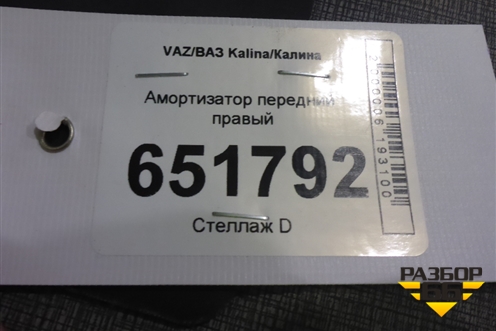 VAZ/ВАЗ Kalina/Калина
Амортизатор передний
правый
651792
Стеллаж D
РАЗБОР